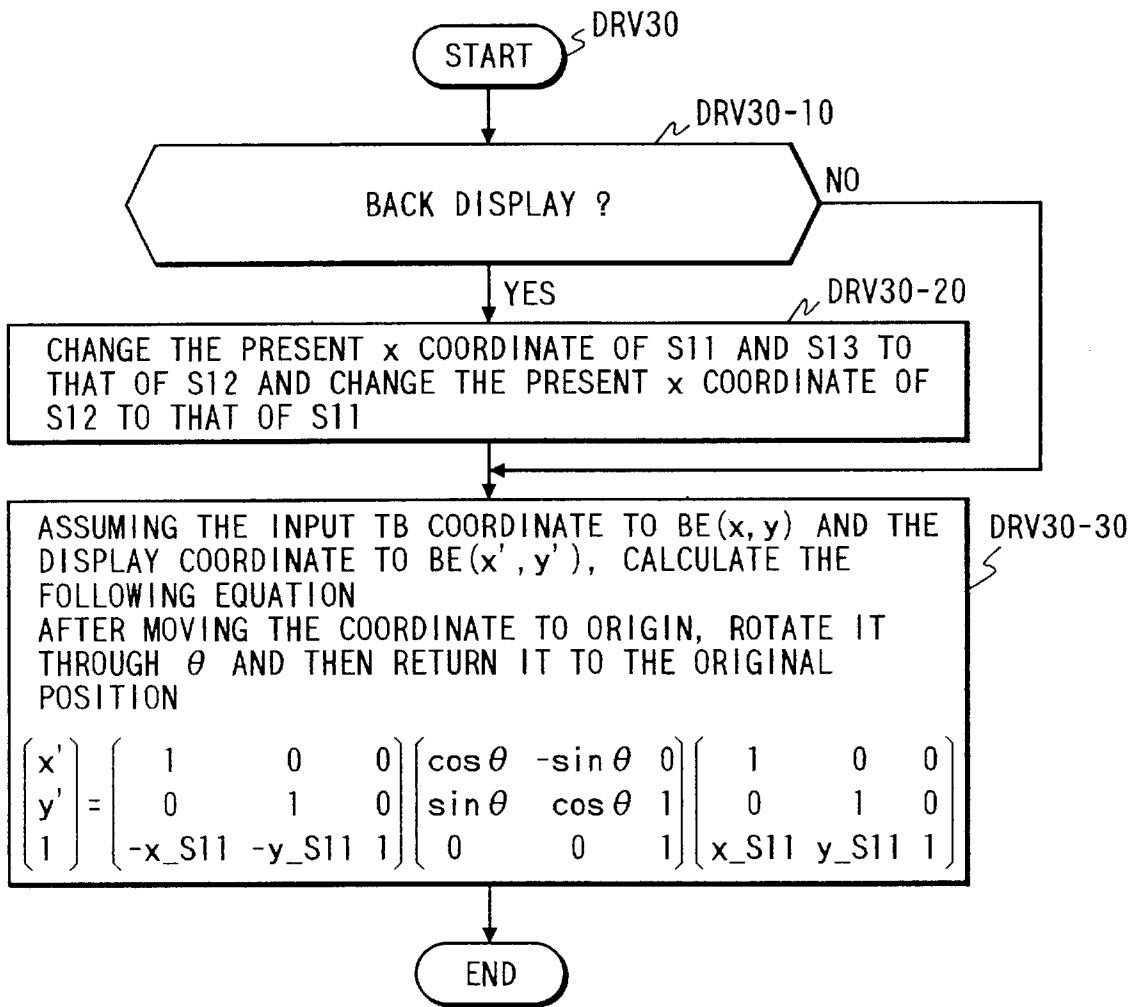 START
DRV30
DRV30-10
BACK DISPLAY ?
NO
YES
DRV30-20
CHANGE THE PRESENT x COORDINATE OF S11 AND S13 TO
THAT OF S12 AND CHANGE THE PRESENT x COORDINATE OF
S12 TO THAT OF S11
DRV30-30
ASSUMING THE INPUT TB COORDINATE TO BE(x,y) AND THE
DISPLAY COORDINATE TO BE(x',y'), CALCULATE THE
FOLLOWING EQUATION
AFTER MOVING THE COORDINATE TO ORIGIN, ROTATE IT
THROUGH θ AND THEN RETURN IT TO THE ORIGINAL
POSITION
x' 1 0 0 cosθ -sinθ 0 1 0 0
y' = 0 1 0 sinθ cosθ 1 0 1 0
1 -x_S11 -y_S11 1 0 0 1 x_S11 y_S11 1
END